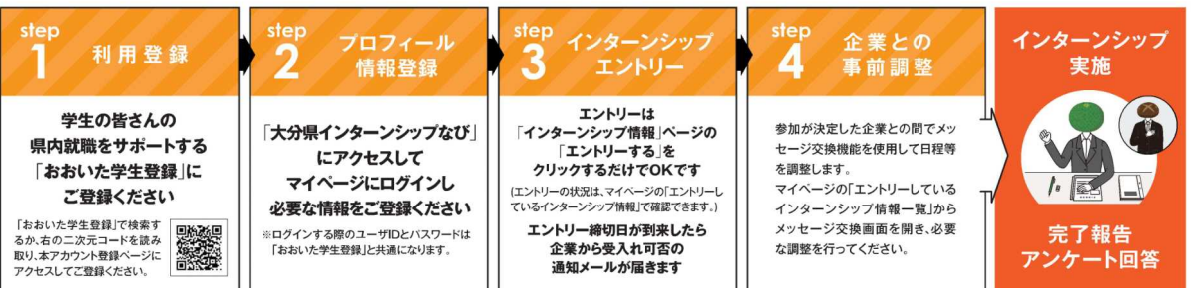 step
1
利用登録
学生の皆さんの
県内就職をサポートする
「おおいた学生登録」に
ご登録ください
「おおいた学生登録」で検索す
るか、右の二次元コードを読み
取り、本アカウント登録ページに
アクセスしてご登録ください。
step
2
プロフィール
情報登録
「大分県インターンシップなび」
にアクセスして
マイページにログインし
必要な情報をご登録ください
※ログインする際のユーザIDとパスワードは
「おおいた学生登録」と共通になります。
step
3
インターンシップ
エントリー
エントリーは
「インターンシップ情報」ページの
「エントリーする」を
クリックするだけでOKです
(エントリーの状況は、マイページの「エントリーし
ているインターンシップ情報」で確認できます。)
エントリー締切日が到来したら
企業から受入れ可否の
通知メールが届きます
step
4
企業との
事前調整
参加が決定した企業との間でメッ
セージ交換機能を使用して日程等
を調整します。
マイページの「エントリーしている
インターンシップ情報一覧」から
メッセージ交換画面を開き、必要
な調整を行ってください。
インターンシップ
実施
完了報告
アンケート回答